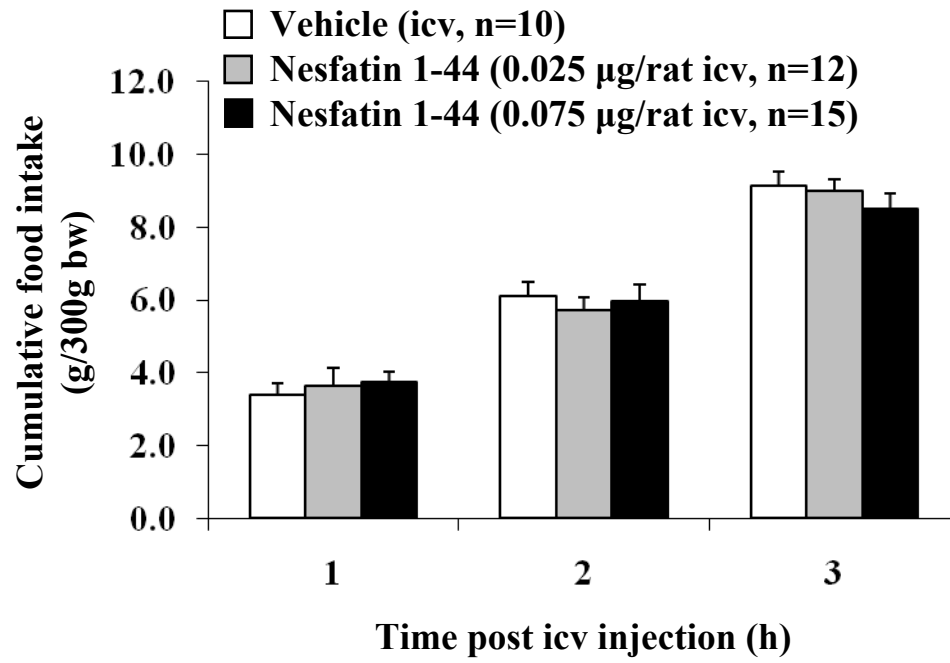 Vehicle (icv, n=10)
Nesfatin 1-44 (0.025 μg/rat icv, n=12)
Nesfatin 1-44 (0.075 μg/rat icv, n=15)
Cumulative food intake
(g/300g bw)
12.0
10.0
8.0
6.0
4.0
2.0
0.0
1 2 3
Time post icv injection (h)